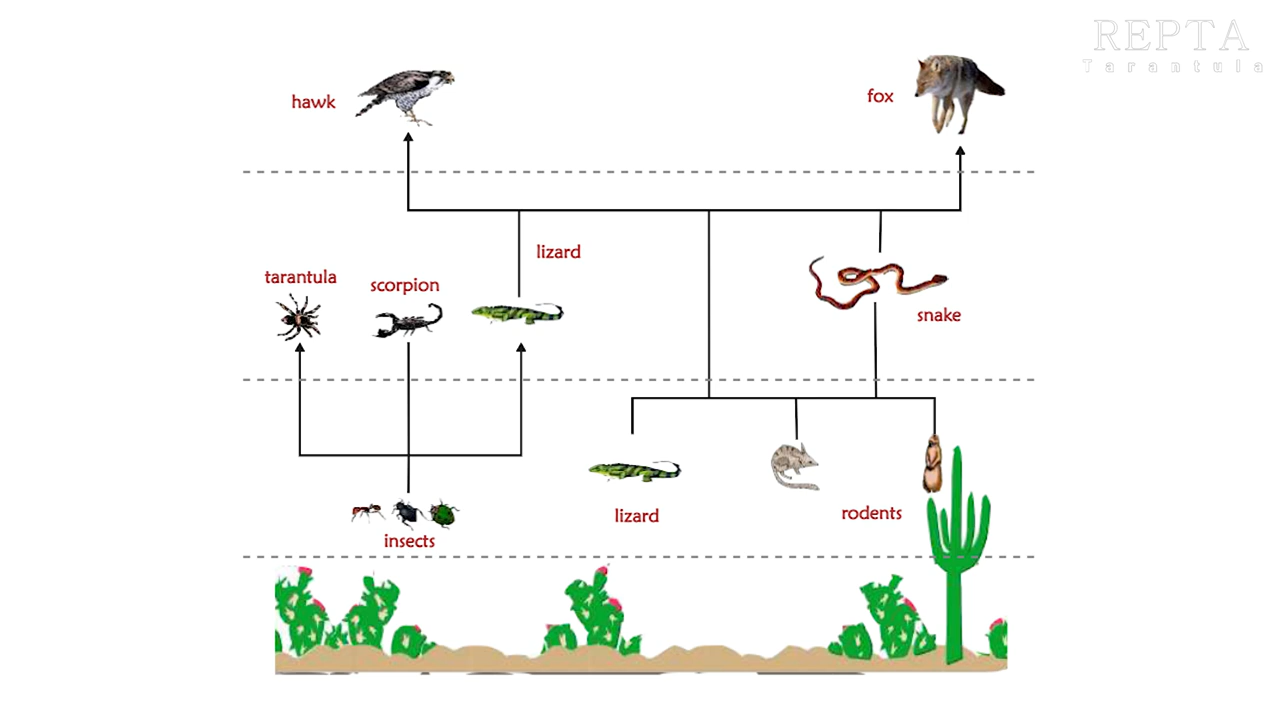 REPTA
Tarantula
hawk
fox
lizard
tarantula
scorpion
snake
lizard
rodents
insects